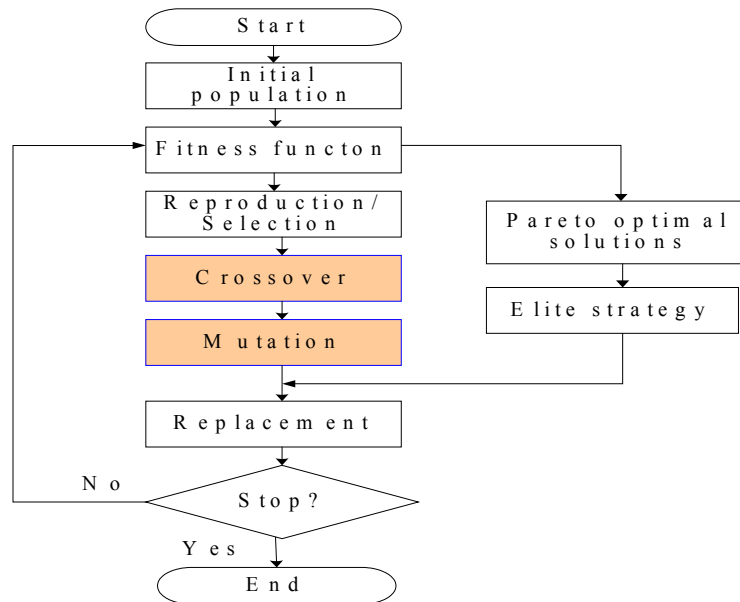 Start
Initial
population
Fitness functon
Reproduction/
Selection
Pareto optimal
solutions
Crossover
Elite strategy
Mutation
Replacement
No
Stop?
Yes
End